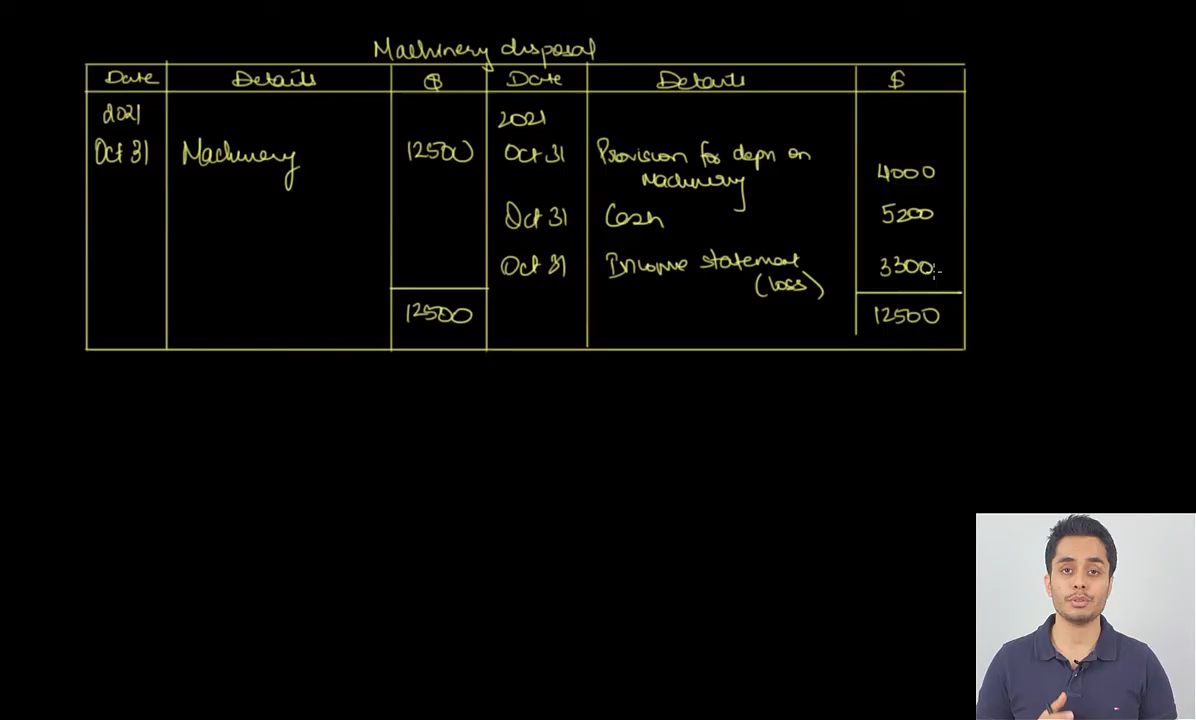 Machinery disposal
Date Details $ Date Details $
2021 2021
Oct 31 Machinery 12500 Oct 31 Provision for depn on
Machinery 4000
Oct 31 Cash 5200
Oct 31 Income statement 3300
(loss)
12500 12500